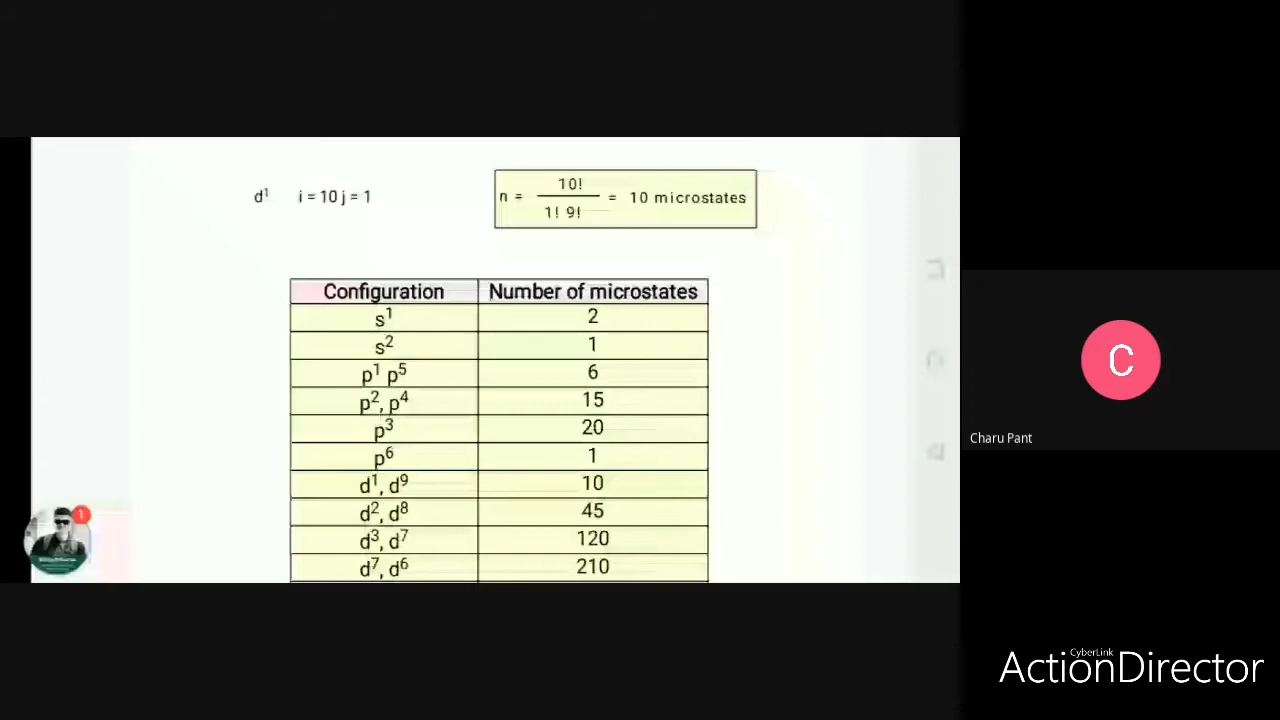 d¹ i = 10 j = 1
n = 10! / 1! 9! = 10 microstates
Configuration Number of microstates
s¹ 2
s² 1
p¹ p⁵ 6
p², p⁴ 15
p³ 20
p⁶ 1
d¹, d⁹ 10
d², d⁸ 45
d³, d⁷ 120
d⁷, d⁶ 210
1
C
Charu Pant
CyberLink
ActionDirector